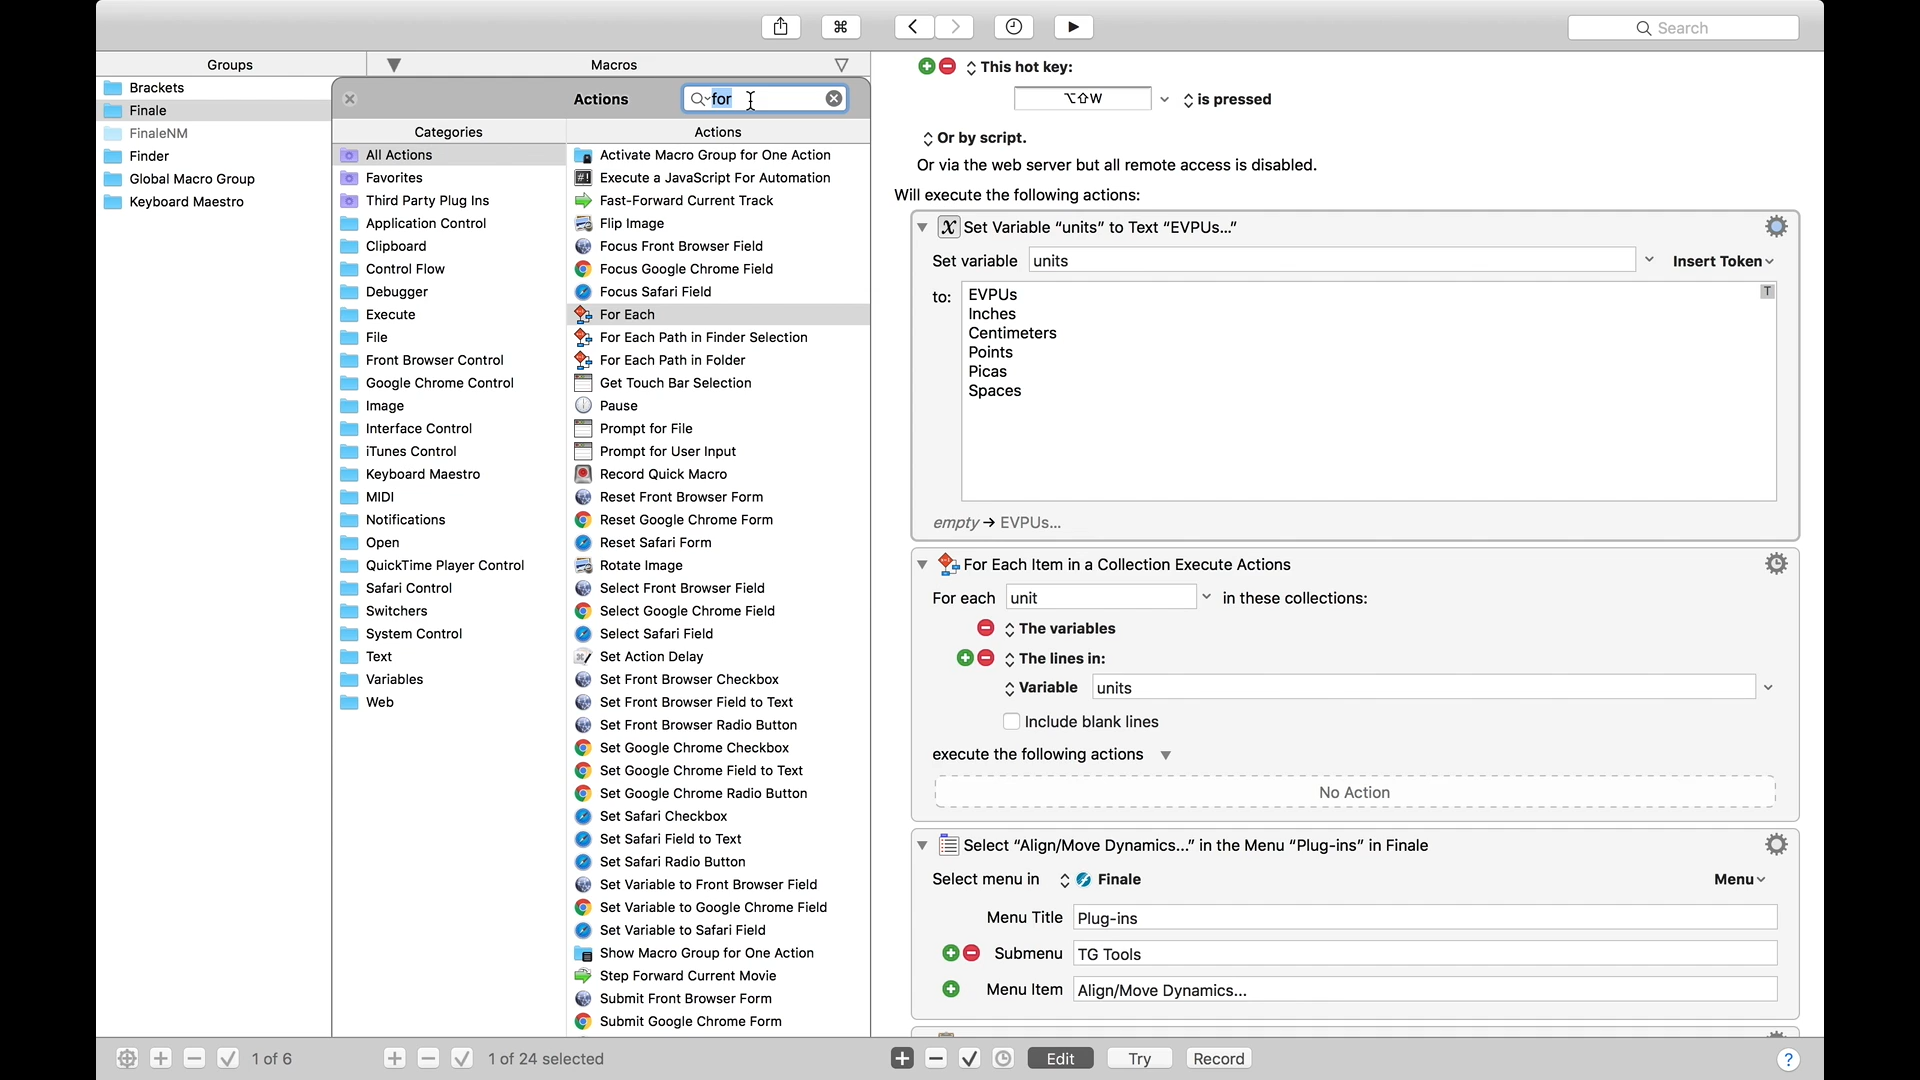 Search
Groups
Macros
Brackets
Finale
FinaleNM
Finder
Global Macro Group
Keyboard Maestro
Actions
for
Categories
Actions
All Actions
Favorites
Third Party Plug Ins
Application Control
Clipboard
Control Flow
Debugger
Execute
File
Front Browser Control
Google Chrome Control
Image
Interface Control
iTunes Control
Keyboard Maestro
MIDI
Notifications
Open
QuickTime Player Control
Safari Control
Switchers
System Control
Text
Variables
Web
Activate Macro Group for One Action
Execute a JavaScript For Automation
Fast-Forward Current Track
Flip Image
Focus Front Browser Field
Focus Google Chrome Field
Focus Safari Field
For Each
For Each Path in Finder Selection
For Each Path in Folder
Get Touch Bar Selection
Pause
Prompt for File
Prompt for User Input
Record Quick Macro
Reset Front Browser Form
Reset Google Chrome Form
Reset Safari Form
Rotate Image
Select Front Browser Field
Select Google Chrome Field
Select Safari Field
Set Action Delay
Set Front Browser Checkbox
Set Front Browser Field to Text
Set Front Browser Radio Button
Set Google Chrome Checkbox
Set Google Chrome Field to Text
Set Google Chrome Radio Button
Set Safari Checkbox
Set Safari Field to Text
Set Safari Radio Button
Set Variable to Front Browser Field
Set Variable to Google Chrome Field
Set Variable to Safari Field
Show Macro Group for One Action
Step Forward Current Movie
Submit Front Browser Form
Submit Google Chrome Form
This hot key:
⌥⇧W is pressed
Or by script.
Or via the web server but all remote access is disabled.
Will execute the following actions:
Set Variable “units” to Text “EVPUs...”
Set variable units Insert Token
to: EVPUs T
Inches
Centimeters
Points
Picas
Spaces
empty → EVPUs...
For Each Item in a Collection Execute Actions
For each unit in these collections:
The variables
The lines in:
Variable units
Include blank lines
execute the following actions
No Action
Select “Align/Move Dynamics...” in the Menu “Plug-ins” in Finale
Select menu in Finale Menu
Menu Title Plug-ins
Submenu TG Tools
Menu Item Align/Move Dynamics...
1 of 6
1 of 24 selected
Edit
Try
Record
?